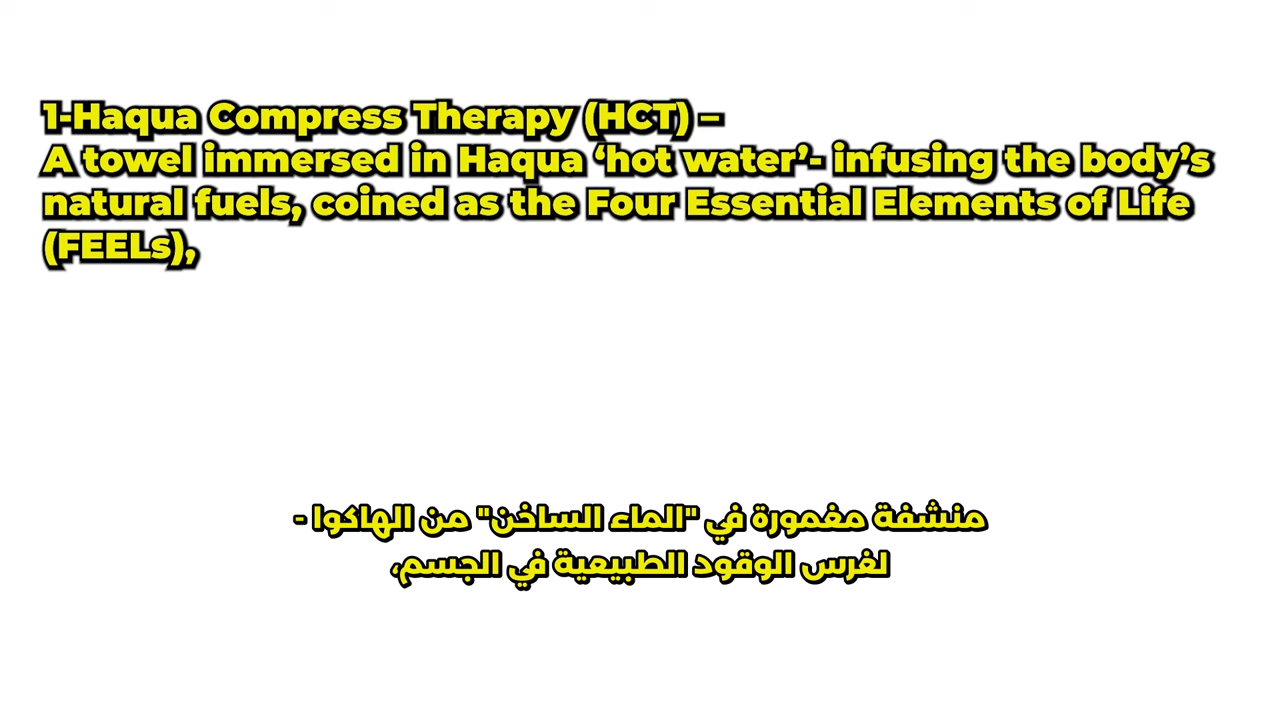 1-Haqua Compress Therapy (HCT) –
A towel immersed in Haqua ‘hot water’- infusing the body’s
natural fuels, coined as the Four Essential Elements of Life
(FEELs),
منشفة مغمورة في "الماء الساخن" من الهاكوا -
لغرس الوقود الطبيعية في الجسم،